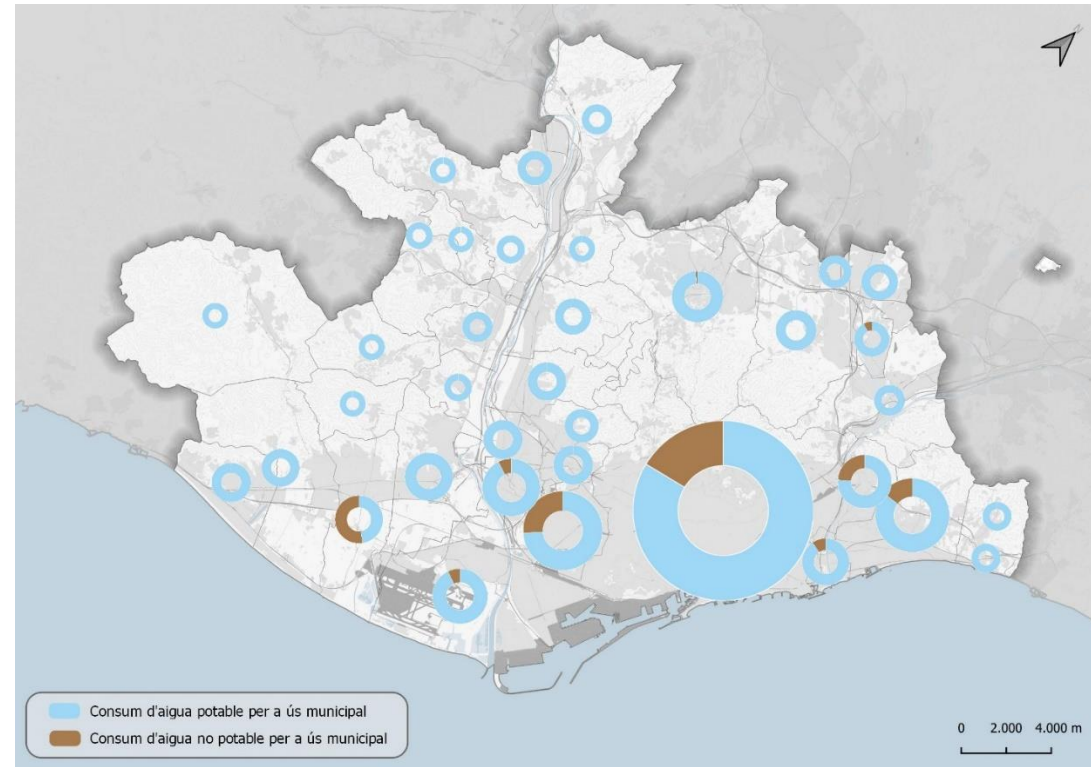 Consum d'aigua potable per a ús municipal
Consum d'aigua no potable per a ús municipal
0 2.000 4.000 m